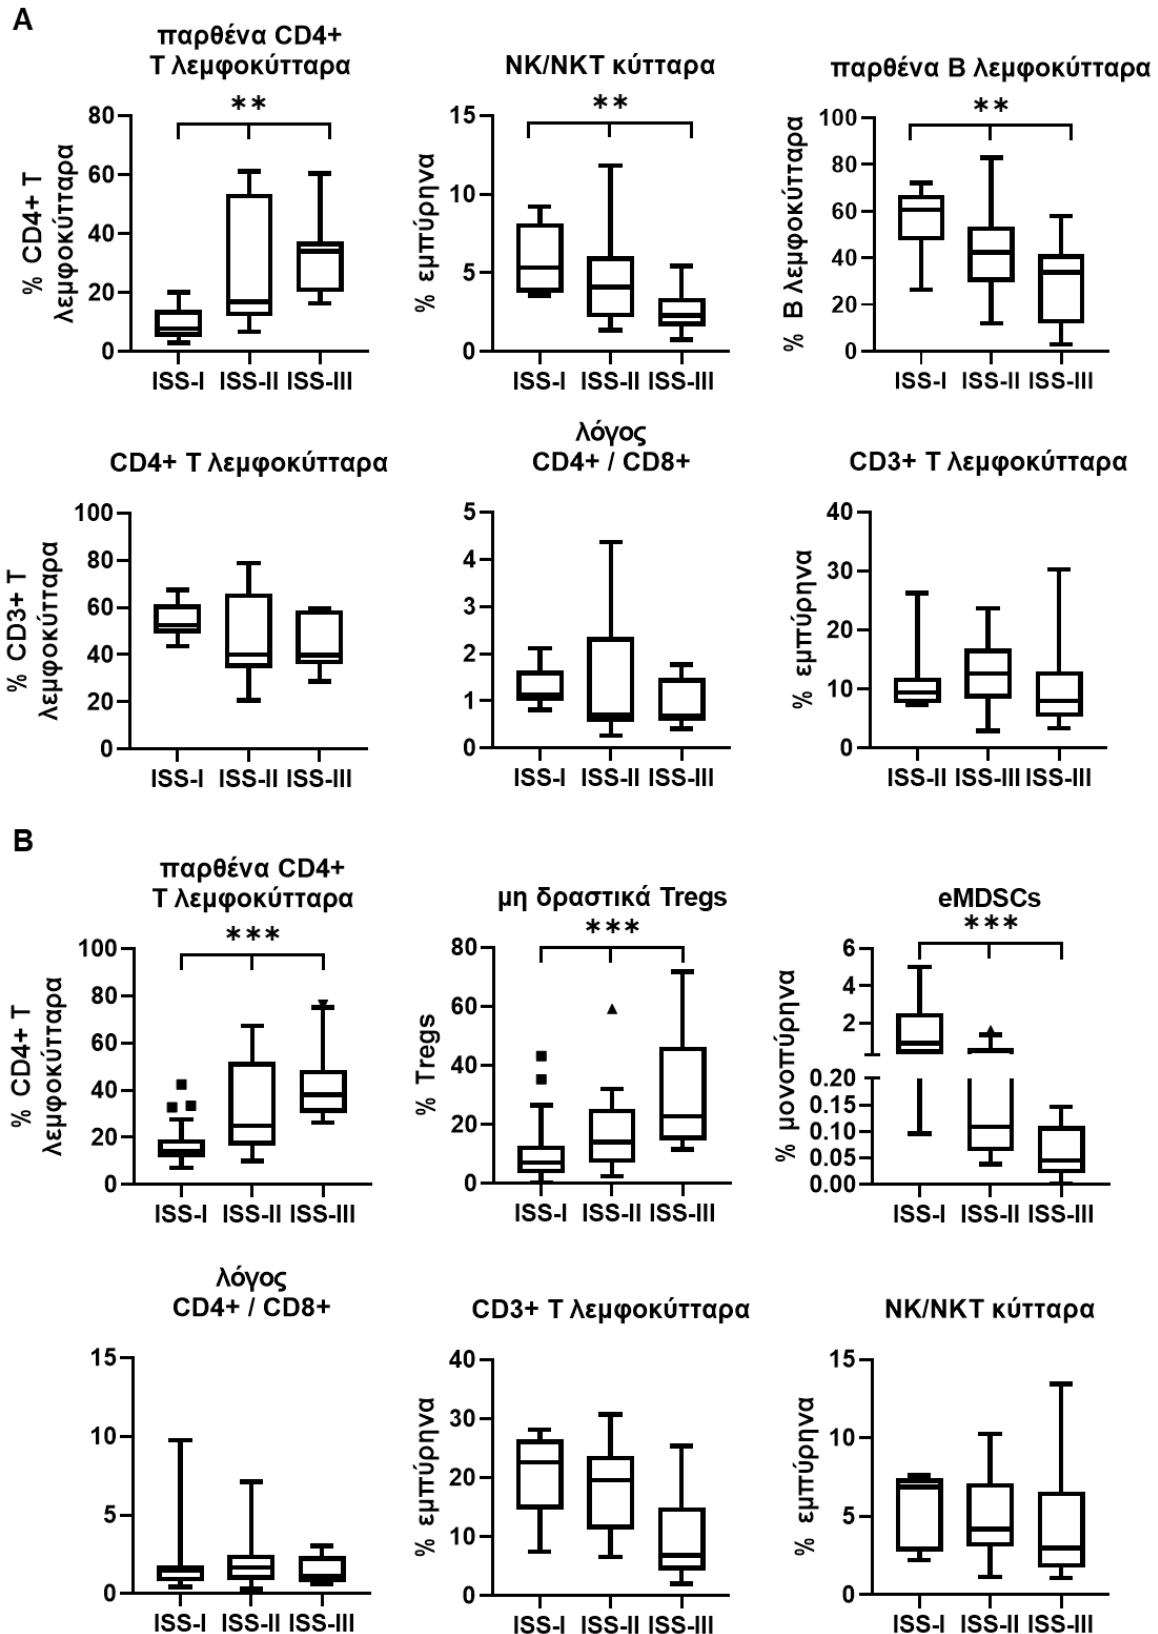 A
παρθένα CD4+
Τ λεμφοκύτταρα
**
% CD4+ T
λεμφοκύτταρα
80
60
40
20
0
ISS-I ISS-II ISS-III
NK/NKT κύτταρα
**
% εμπύρηνα
15
10
5
0
ISS-I ISS-II ISS-III
παρθένα Β λεμφοκύτταρα
**
% Β λεμφοκύτταρα
100
80
60
40
20
0
ISS-I ISS-II ISS-III
CD4+ Τ λεμφοκύτταρα
% CD3+ T
λεμφοκύτταρα
100
80
60
40
20
0
ISS-I ISS-II ISS-III
λόγος
CD4+ / CD8+
5
4
3
2
1
0
ISS-I ISS-II ISS-III
CD3+ Τ λεμφοκύτταρα
% εμπύρηνα
40
30
20
10
0
ISS-II ISS-III ISS-III
B
παρθένα CD4+
Τ λεμφοκύτταρα
***
% CD4+ T
λεμφοκύτταρα
100
80
60
40
20
0
ISS-I ISS-II ISS-III
μη δραστικά Tregs
***
% Tregs
80
60
40
20
0
ISS-I ISS-II ISS-III
eMDSCs
***
% μονοπύρηνα
6
4
2
0.20
0.15
0.10
0.05
0.00
ISS-I ISS-II ISS-III
λόγος
CD4+ / CD8+
15
10
5
0
ISS-I ISS-II ISS-III
CD3+ Τ λεμφοκύτταρα
% εμπύρηνα
40
30
20
10
0
ISS-I ISS-II ISS-III
NK/NKT κύτταρα
% εμπύρηνα
15
10
5
0
ISS-I ISS-II ISS-III